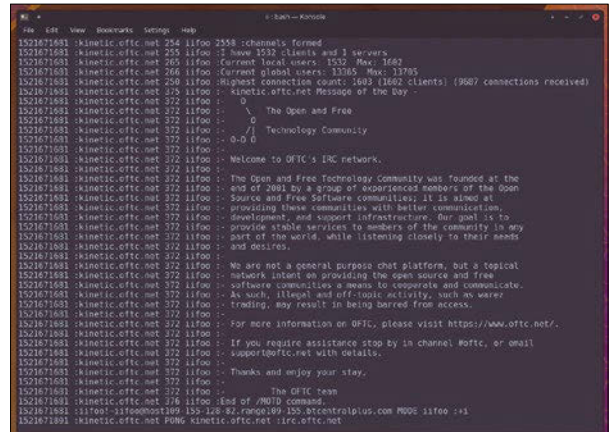 i : bash — Konsole
File Edit View Bookmarks Settings Help
1521671681 :kinetic.oftc.net 254 iifoo 2558 :channels formed
1521671681 :kinetic.oftc.net 255 iifoo :I have 1532 clients and 1 servers
1521671681 :kinetic.oftc.net 265 iifoo :Current local users: 1532 Max: 1602
1521671681 :kinetic.oftc.net 266 iifoo :Current global users: 13365 Max: 13705
1521671681 :kinetic.oftc.net 250 iifoo :Highest connection count: 1603 (1602 clients) (9687 connections received)
1521671681 :kinetic.oftc.net 375 iifoo :- kinetic.oftc.net Message of the Day -
1521671681 :kinetic.oftc.net 372 iifoo :- O
1521671681 :kinetic.oftc.net 372 iifoo :- \ The Open and Free
1521671681 :kinetic.oftc.net 372 iifoo :- O
1521671681 :kinetic.oftc.net 372 iifoo :- /| Technology Community
1521671681 :kinetic.oftc.net 372 iifoo :- O-O O
1521671681 :kinetic.oftc.net 372 iifoo :-
1521671681 :kinetic.oftc.net 372 iifoo :- Welcome to OFTC's IRC network.
1521671681 :kinetic.oftc.net 372 iifoo :-
1521671681 :kinetic.oftc.net 372 iifoo :- The Open and Free Technology Community was founded at the
1521671681 :kinetic.oftc.net 372 iifoo :- end of 2001 by a group of experienced members of the Open
1521671681 :kinetic.oftc.net 372 iifoo :- Source and Free Software communities; it is aimed at
1521671681 :kinetic.oftc.net 372 iifoo :- providing these communities with better communication,
1521671681 :kinetic.oftc.net 372 iifoo :- development, and support infrastructure. Our goal is to
1521671681 :kinetic.oftc.net 372 iifoo :- provide stable services to members of the community in any
1521671681 :kinetic.oftc.net 372 iifoo :- part of the world, while listening closely to their needs
1521671681 :kinetic.oftc.net 372 iifoo :- and desires.
1521671681 :kinetic.oftc.net 372 iifoo :-
1521671681 :kinetic.oftc.net 372 iifoo :- We are not a general purpose chat platform, but a topical
1521671681 :kinetic.oftc.net 372 iifoo :- network intent on providing the open source and free
1521671681 :kinetic.oftc.net 372 iifoo :- software communities a means to cooperate and communicate.
1521671681 :kinetic.oftc.net 372 iifoo :- As such, illegal and off-topic activity, such as warez
1521671681 :kinetic.oftc.net 372 iifoo :- trading, may result in being barred from access.
1521671681 :kinetic.oftc.net 372 iifoo :-
1521671681 :kinetic.oftc.net 372 iifoo :- For more information on OFTC, please visit https://www.oftc.net/.
1521671681 :kinetic.oftc.net 372 iifoo :-
1521671681 :kinetic.oftc.net 372 iifoo :- If you require assistance stop by in channel #oftc, or email
1521671681 :kinetic.oftc.net 372 iifoo :- support@oftc.net with details.
1521671681 :kinetic.oftc.net 372 iifoo :-
1521671681 :kinetic.oftc.net 372 iifoo :- Thanks and enjoy your stay,
1521671681 :kinetic.oftc.net 372 iifoo :-
1521671681 :kinetic.oftc.net 372 iifoo :- The OFTC team
1521671681 :kinetic.oftc.net 376 iifoo :End of /MOTD command.
1521671681 :iifoo!~iifoo@host109-155-128-82.range109-155.btcentralplus.com MODE iifoo :+i
1521671891 :kinetic.oftc.net PONG kinetic.oftc.net :irc.oftc.net